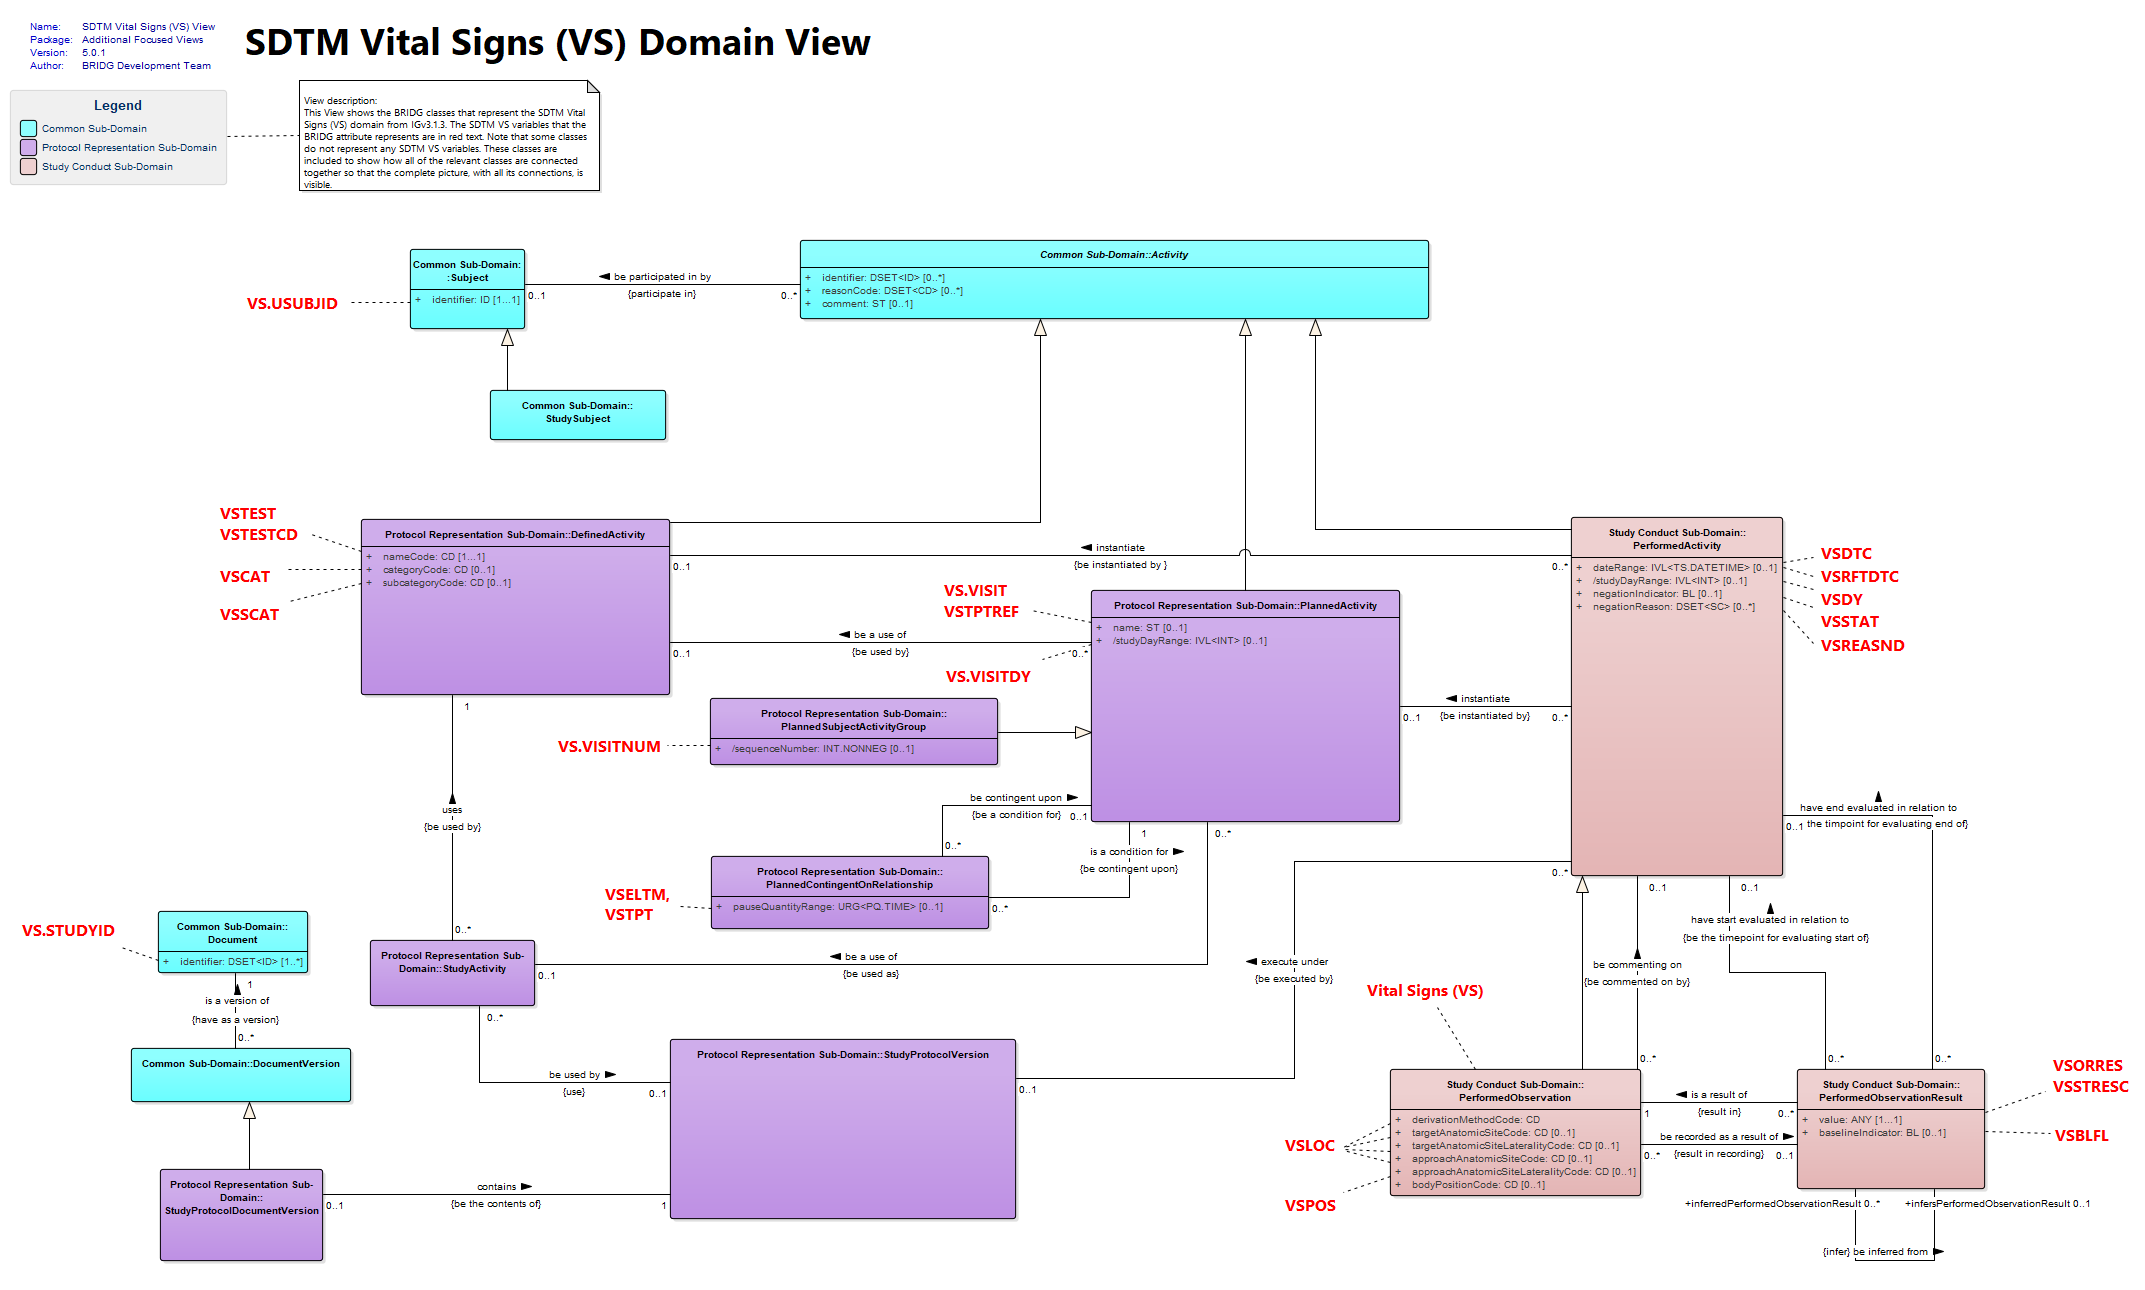 Name: SDTM Vital Signs (VS) View
Package: Additional Focused Views
Version: 5.0.1
Author: BRIDG Development Team
SDTM Vital Signs (VS) Domain View
Legend
Common Sub-Domain
Protocol Representation Sub-Domain
Study Conduct Sub-Domain
View description:
This View shows the BRIDG classes that represent the SDTM Vital
Signs (VS) domain from IGv3.1.3. The SDTM VS variables that the
BRIDG attribute represents are in red text. Note that some classes
do not represent any SDTM VS variables. These classes are
included to show how all of the relevant classes are connected
together so that the complete picture, with all its connections, is
visible.
Common Sub-Domain:
:Subject
+ identifier: ID [1...1]
VS.USUBJID
0..1
be participated in by
{participate in}
0..*
Common Sub-Domain::Activity
+ identifier: DSET<ID> [0..*]
+ reasonCode: DSET<CD> [0..*]
+ comment: ST [0..1]
Common Sub-Domain::
StudySubject
VSTEST
VSTESTCD
VSCAT
VSSCAT
Protocol Representation Sub-Domain::DefinedActivity
+ nameCode: CD [1...1]
+ categoryCode: CD [0..1]
+ subcategoryCode: CD [0..1]
0..1
instantiate
{be instantiated by }
0..*
0..1
be a use of
{be used by}
0..*
1
Study Conduct Sub-Domain::
PerformedActivity
+ dateRange: IVL<TS.DATETIME> [0..1]
+ /studyDayRange: IVL<INT> [0..1]
+ negationIndicator: BL [0..1]
+ negationReason: DSET<SC> [0..*]
VSDTC
VSRFTDTC
VSDY
VSSTAT
VSREASND
VS.VISIT
VSTPTREF
VS.VISITDY
Protocol Representation Sub-Domain::PlannedActivity
+ name: ST [0..1]
+ /studyDayRange: IVL<INT> [0..1]
0..1
instantiate
{be instantiated by}
0..*
VS.VISITNUM
Protocol Representation Sub-Domain::
PlannedSubjectActivityGroup
+ /sequenceNumber: INT.NONNEG [0..1]
be contingent upon
{be a condition for}
0..1
0..*
1
0..*
is a condition for
{be contingent upon}
0..*
VSELTM,
VSTPT
Protocol Representation Sub-Domain::
PlannedContingentOnRelationship
+ pauseQuantityRange: URG<PQ.TIME> [0..1]
uses
{be used by}
0..*
have end evaluated in relation to
0..1
the timpoint for evaluating end of}
0..*
0..1
0..1
have start evaluated in relation to
{be the timepoint for evaluating start of}
be commenting on
{be commented on by}
VS.STUDYID
Common Sub-Domain::
Document
+ identifier: DSET<ID> [1..*]
1
is a version of
{have as a version}
0..*
Common Sub-Domain::DocumentVersion
Protocol Representation Sub-
Domain::StudyActivity
0..1
be a use of
{be used as}
0..*
execute under
{be executed by}
be used by
{use}
0..1
Protocol Representation Sub-Domain::StudyProtocolVersion
0..1
Vital Signs (VS)
0..*
0..*
0..*
Protocol Representation Sub-
Domain::
StudyProtocolDocumentVersion
0..1
contains
{be the contents of}
1
VSLOC
VSPOS
Study Conduct Sub-Domain::
PerformedObservation
+ derivationMethodCode: CD
+ targetAnatomicSiteCode: CD [0..1]
+ targetAnatomicSiteLateralityCode: CD [0..1]
+ approachAnatomicSiteCode: CD [0..1]
+ approachAnatomicSiteLateralityCode: CD [0..1]
+ bodyPositionCode: CD [0..1]
is a result of
1
{result in}
0..*
be recorded as a result of
0..*
{result in recording}
0..1
Study Conduct Sub-Domain::
PerformedObservationResult
+ value: ANY [1...1]
+ baselineIndicator: BL [0..1]
VSORRES
VSSTRESC
VSBLFL
+inferredPerformedObservationResult 0..*
+infersPerformedObservationResult 0..1
{infer} be inferred from